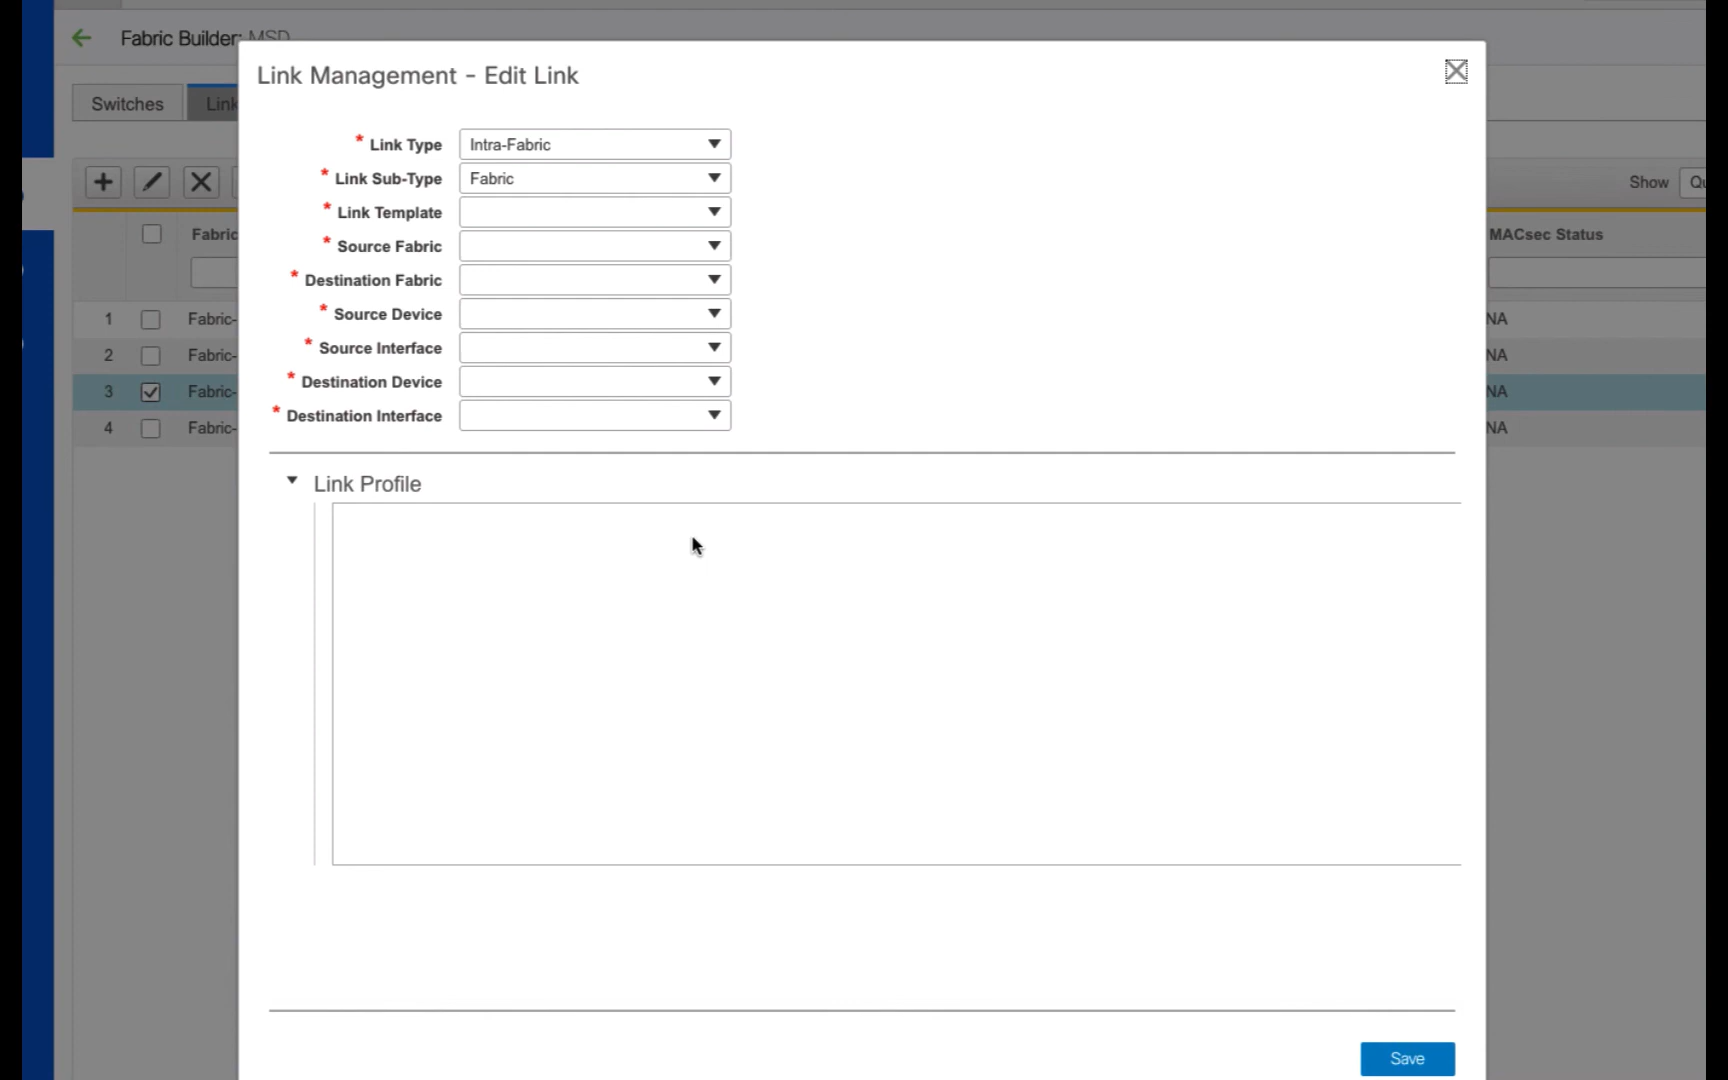 Fabric Builder: MSD
Link Management - Edit Link
Switches
Link
* Link Type Intra-Fabric
* Link Sub-Type Fabric
* Link Template
* Source Fabric
* Destination Fabric
* Source Device
* Source Interface
* Destination Device
* Destination Interface
Show
Fabric
MACsec Status
1 Fabric- NA
2 Fabric- NA
3 Fabric- NA
4 Fabric- NA
Link Profile
Save